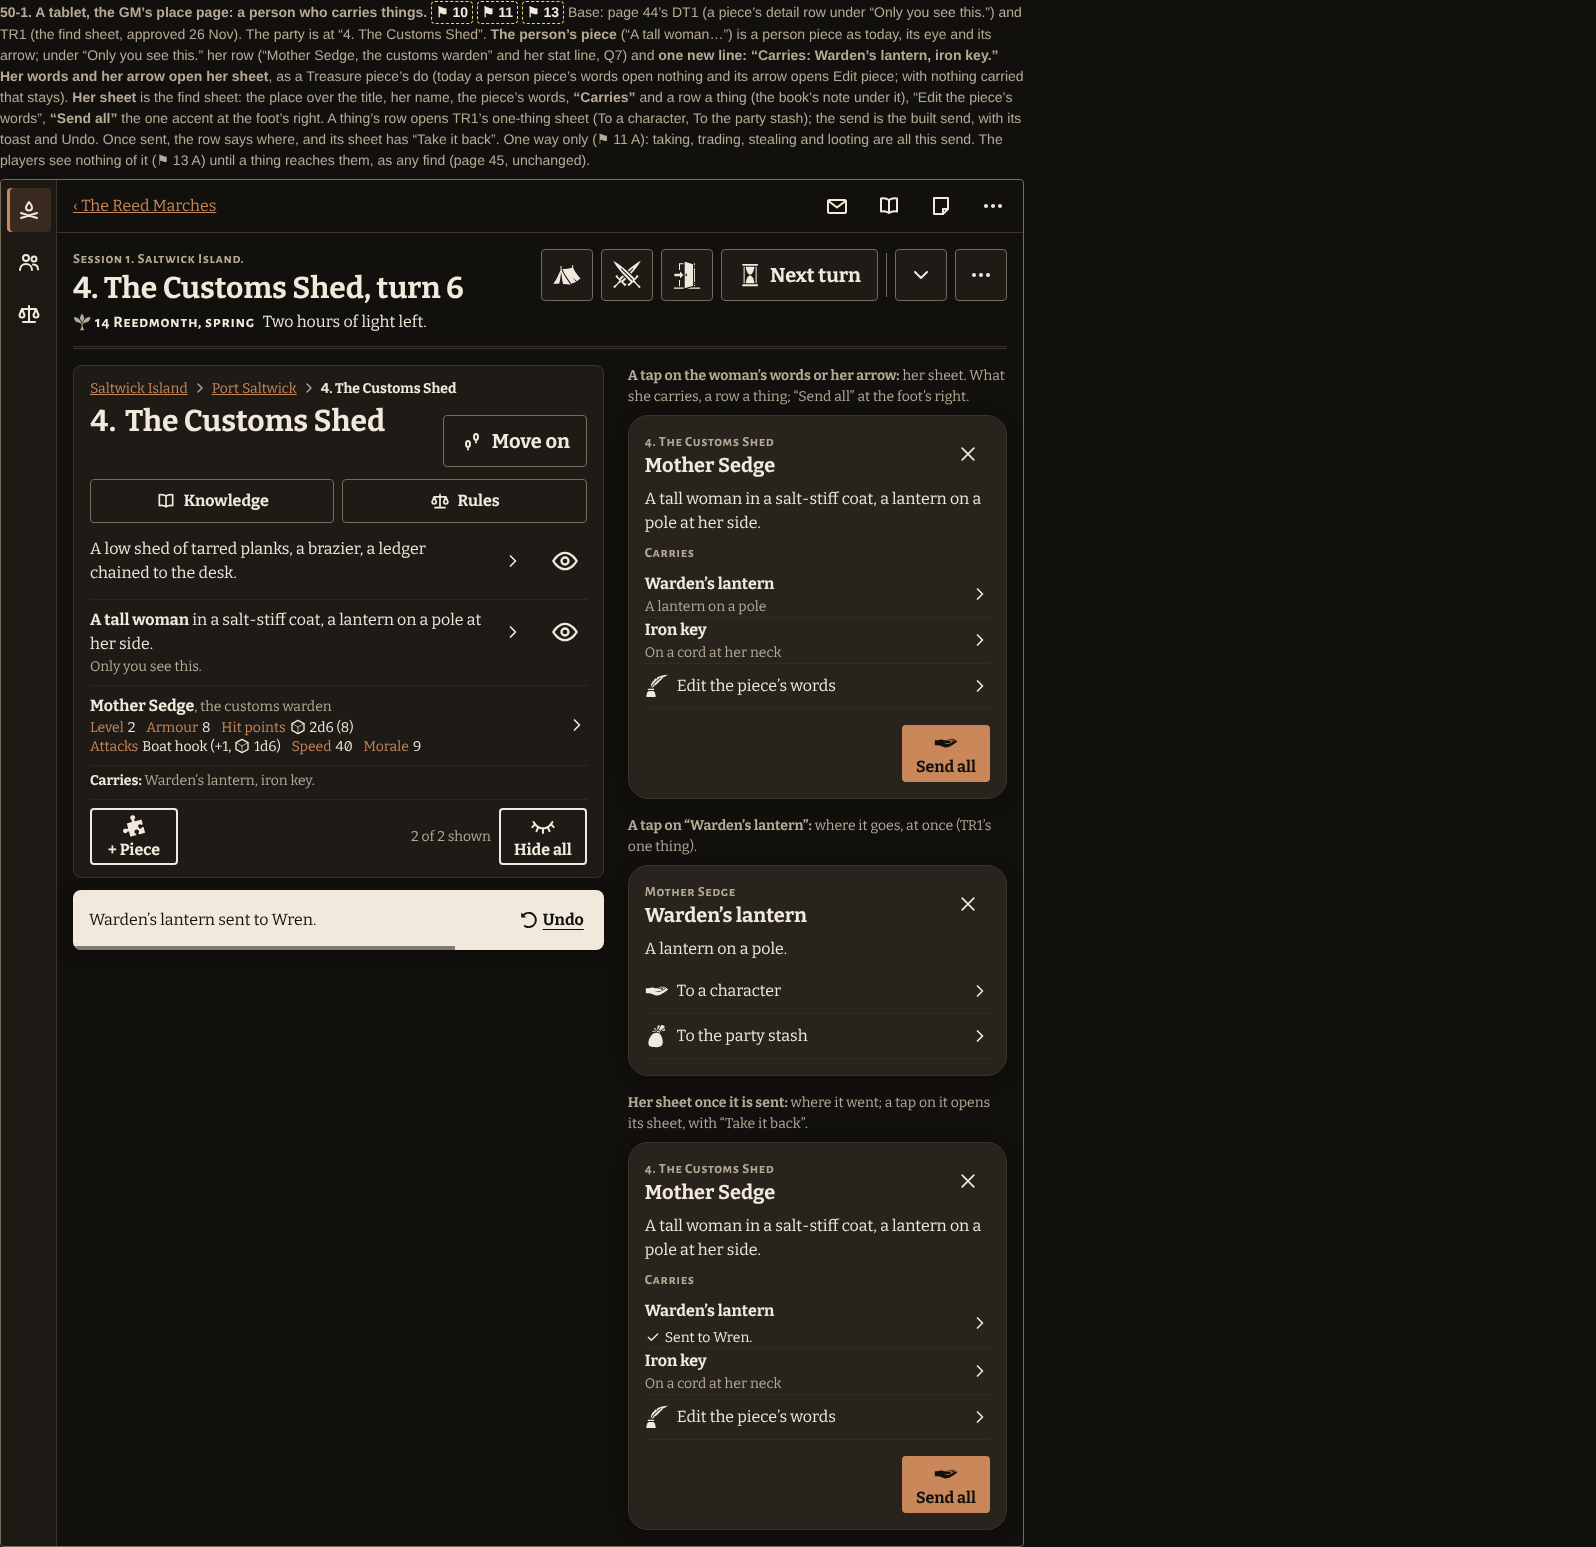 50-1. A tablet, the GM’s place page: a person who carries things. ⚑ 10 ⚑ 11 ⚑ 13 Base: page 44’s DT1 (a piece’s detail row under “Only you see this.”) and
TR1 (the find sheet, approved 26 Nov). The party is at “4. The Customs Shed”. The person’s piece (“A tall woman…”) is a person piece as today, its eye and its
arrow; under “Only you see this.” her row (“Mother Sedge, the customs warden” and her stat line, Q7) and one new line: “Carries: Warden’s lantern, iron key.”
Her words and her arrow open her sheet, as a Treasure piece’s do (today a person piece’s words open nothing and its arrow opens Edit piece; with nothing carried
that stays). Her sheet is the find sheet: the place over the title, her name, the piece’s words, “Carries” and a row a thing (the book’s note under it), “Edit the piece’s
words”, “Send all” the one accent at the foot’s right. A thing’s row opens TR1’s one-thing sheet (To a character, To the party stash); the send is the built send, with its
toast and Undo. Once sent, the row says where, and its sheet has “Take it back”. One way only (⚑ 11 A): taking, trading, stealing and looting are all this send. The
players see nothing of it (⚑ 13 A) until a thing reaches them, as any find (page 45, unchanged).
‹ The Reed Marches
Session 1. Saltwick Island.
4. The Customs Shed, turn 6
14 Reedmonth, spring Two hours of light left.
Next turn
Saltwick Island > Port Saltwick > 4. The Customs Shed
4. The Customs Shed
Move on
Knowledge
Rules
A low shed of tarred planks, a brazier, a ledger
chained to the desk.
A tall woman in a salt-stiff coat, a lantern on a pole at
her side.
Only you see this.
Mother Sedge, the customs warden
Level 2 Armour 8 Hit points 2d6 (8)
Attacks Boat hook (+1, 1d6) Speed 40 Morale 9
Carries: Warden’s lantern, iron key.
+ Piece
2 of 2 shown
Hide all
Warden’s lantern sent to Wren.
Undo
A tap on the woman’s words or her arrow: her sheet. What
she carries, a row a thing; “Send all” at the foot’s right.
4. The Customs Shed
Mother Sedge
A tall woman in a salt-stiff coat, a lantern on a
pole at her side.
Carries
Warden’s lantern
A lantern on a pole
Iron key
On a cord at her neck
Edit the piece’s words
Send all
A tap on “Warden’s lantern”: where it goes, at once (TR1’s
one thing).
Mother Sedge
Warden’s lantern
A lantern on a pole.
To a character
To the party stash
Her sheet once it is sent: where it went; a tap on it opens
its sheet, with “Take it back”.
4. The Customs Shed
Mother Sedge
A tall woman in a salt-stiff coat, a lantern on a
pole at her side.
Carries
Warden’s lantern
✓ Sent to Wren.
Iron key
On a cord at her neck
Edit the piece’s words
Send all